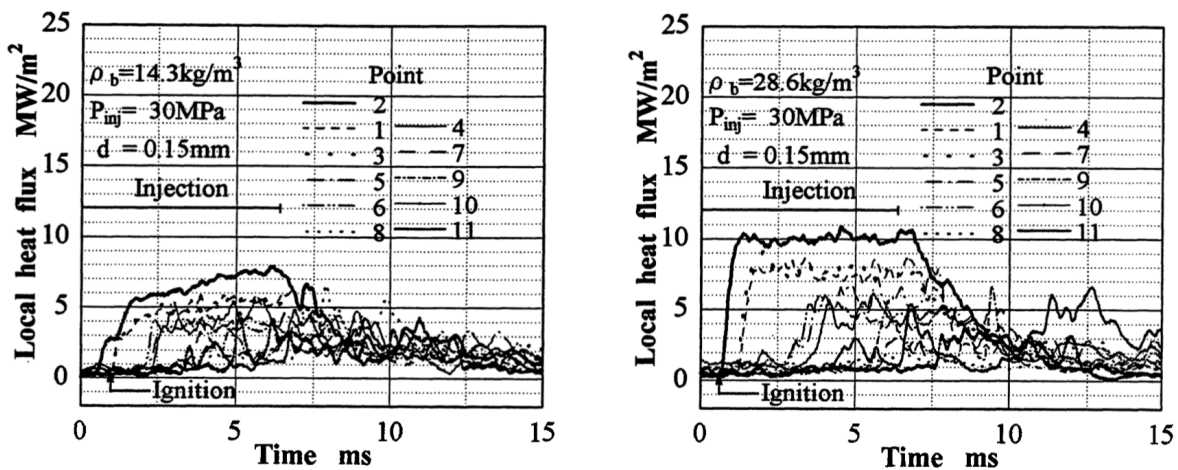 Local heat flux MW/m²
25
20
15
10
5
0
ρ b=14.3kg/m³
Pinj= 30MPa
d = 0.15mm
Injection
Point
2
1 4
3 7
5 9
6 10
8 11
Ignition
0 5 10 15
Time ms
Local heat flux MW/m²
25
20
15
10
5
0
ρ b=28.6kg/m³
Pinj= 30MPa
d = 0.15mm
Injection
Point
2
1 4
3 7
5 9
6 10
8 11
Ignition
0 5 10 15
Time ms